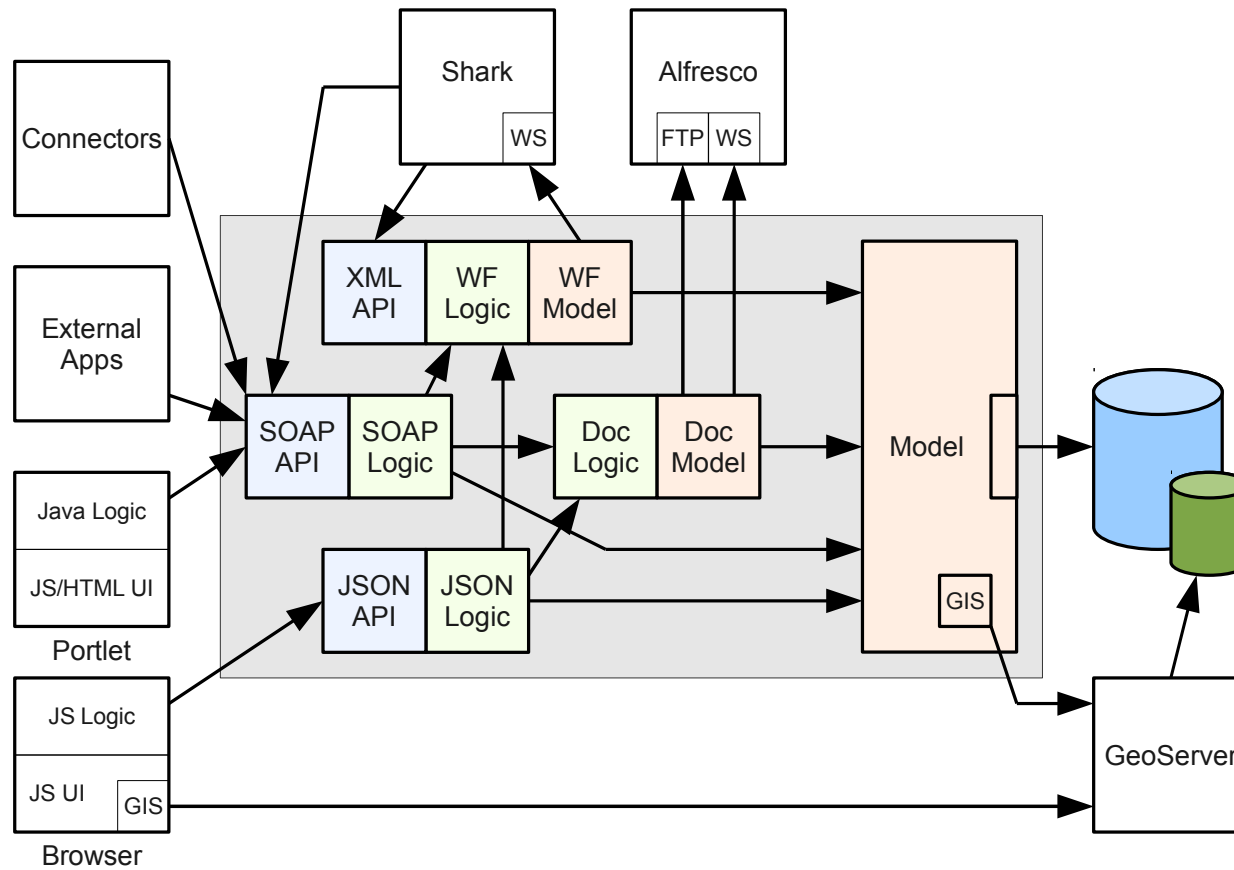 Shark
WS
Alfresco
FTP
WS
Connectors
External
Apps
Java Logic
JS/HTML UI
Portlet
JS Logic
JS UI
GIS
Browser
XML
API
WF
Logic
WF
Model
SOAP
API
SOAP
Logic
Doc
Logic
Doc
Model
JSON
API
JSON
Logic
Model
GIS
GeoServer